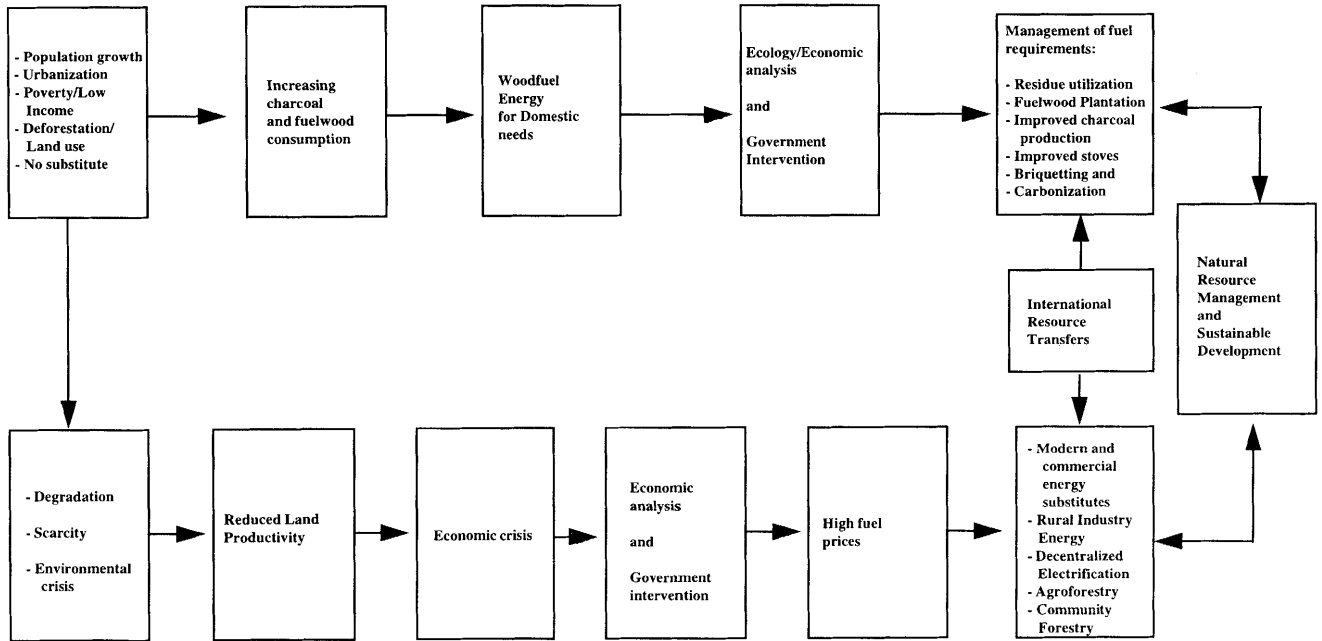 - Population growth
- Urbanization
- Poverty/Low
Income
- Deforestation/
Land use
- No substitute
Increasing
charcoal
and fuelwood
consumption
Woodfuel
Energy
for Domestic
needs
Ecology/Economic
analysis
and
Government
Intervention
Management of fuel
requirements:
- Residue utilization
- Fuelwood Plantation
- Improved charcoal
production
- Improved stoves
- Briquetting and
- Carbonization
International
Resource
Transfers
Natural
Resource
Management
and
Sustainable
Development
- Degradation
- Scarcity
- Environmental
crisis
Reduced Land
Productivity
Economic crisis
Economic
analysis
and
Government
intervention
High fuel
prices
- Modern and
commercial
energy
substitutes
- Rural Industry
Energy
- Decentralized
Electrification
- Agroforestry
- Community
Forestry